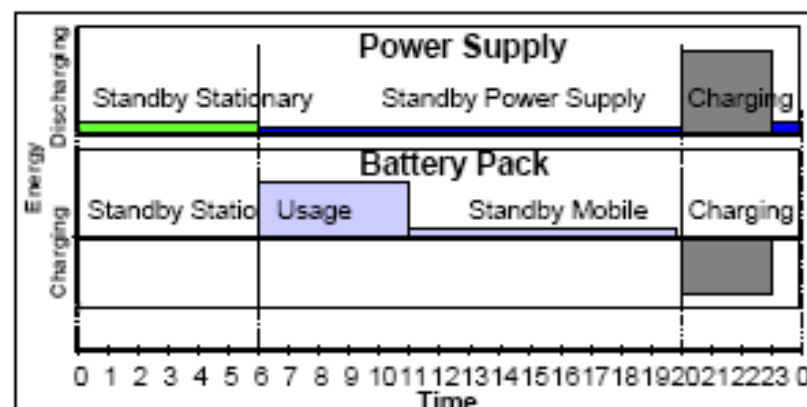 Power Supply
Discharging
Standby Stationary Standby Power Supply Charging
Battery Pack
Energy
Standby Statio Usage Standby Mobile Charging
Charging
0 1 2 3 4 5 6 7 8 9 10 11 12 13 14 15 16 17 18 19 20 21 22 23 0
Time